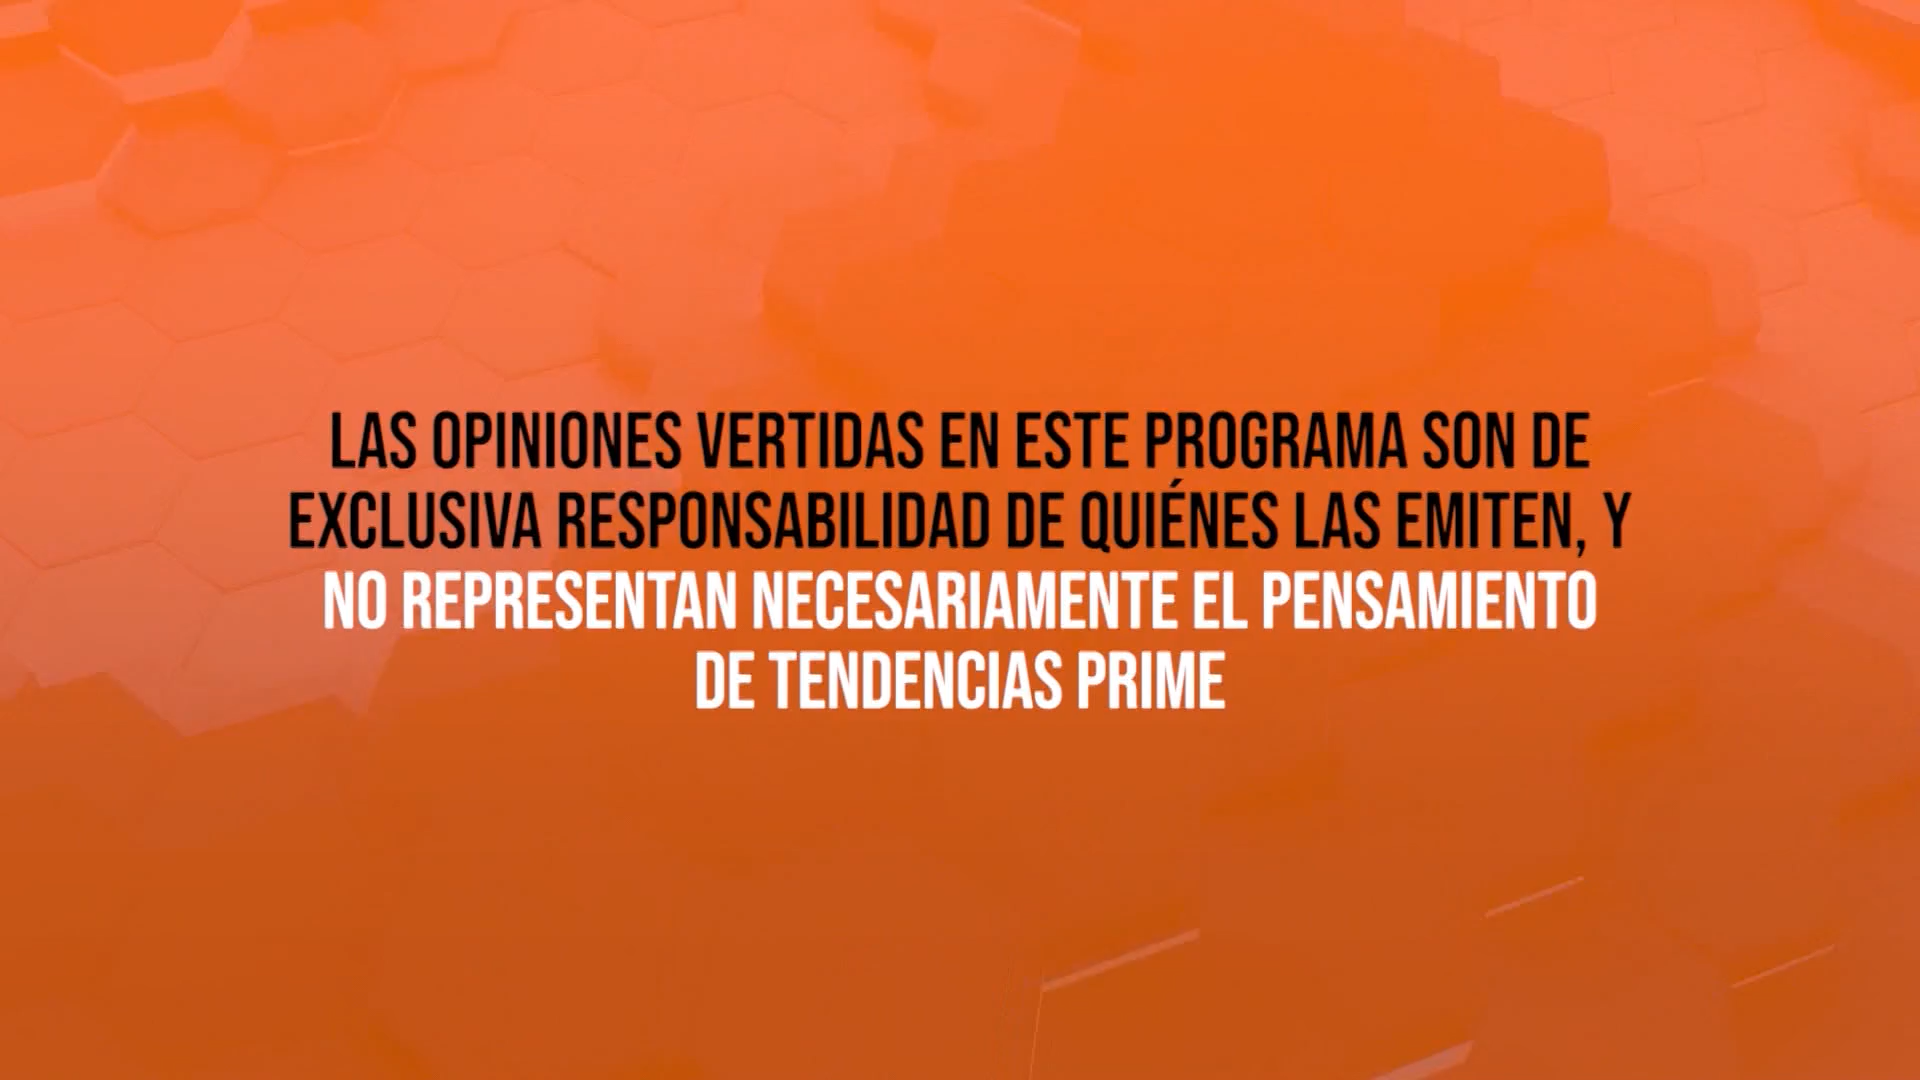 LAS OPINIONES VERTIDAS EN ESTE PROGRAMA SON DE
EXCLUSIVA RESPONSABILIDAD DE QUIÉNES LAS EMITEN, Y
NO REPRESENTAN NECESARIAMENTE EL PENSAMIENTO
DE TENDENCIAS PRIME